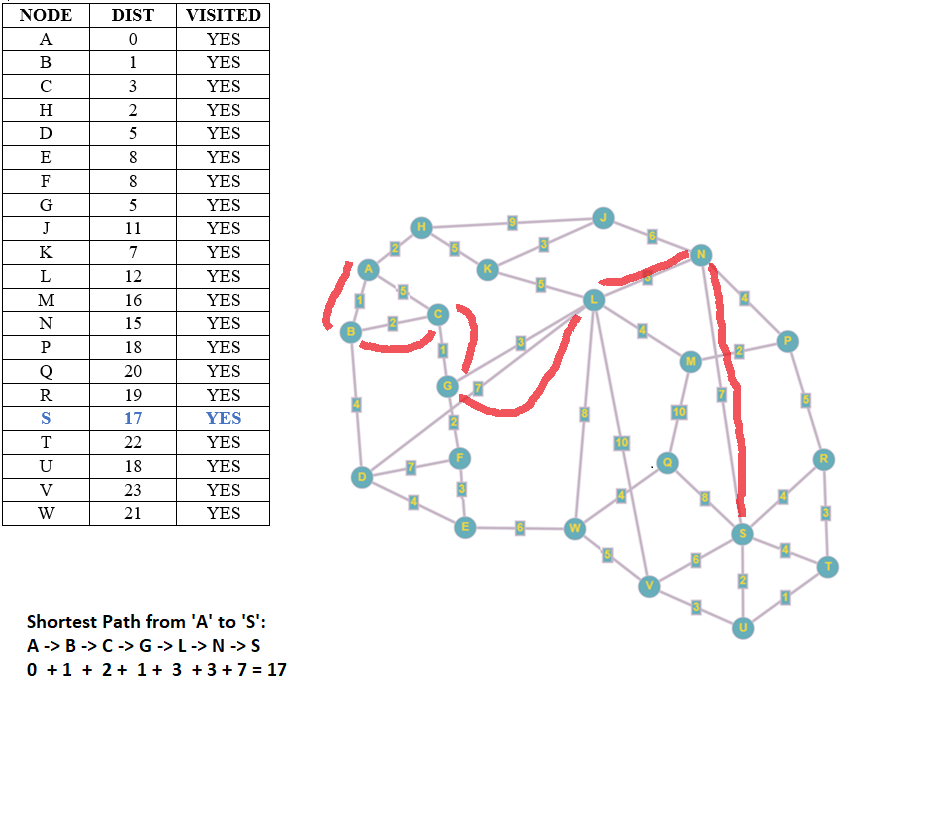 NODE DIST VISITED
A 0 YES
B 1 YES
C 3 YES
H 2 YES
D 5 YES
E 8 YES
F 8 YES
G 5 YES
J 11 YES
K 7 YES
L 12 YES
M 16 YES
N 15 YES
P 18 YES
Q 20 YES
R 19 YES
S 17 YES
T 22 YES
U 18 YES
V 23 YES
W 21 YES
H 9 J
2 5 3 6 N
A K
5 5 4
1 L
C
B 2 4 P
1 3 M 2
G 7 7 5
4 2 8 10 10
F Q R
D 7
3 4 8 4 3
4
E 6 W S
5 6 4 T
V 2
3 1
U
Shortest Path from 'A' to 'S':
A -> B -> C -> G -> L -> N -> S
0 + 1 + 2 + 1 + 3 + 3 + 7 = 17